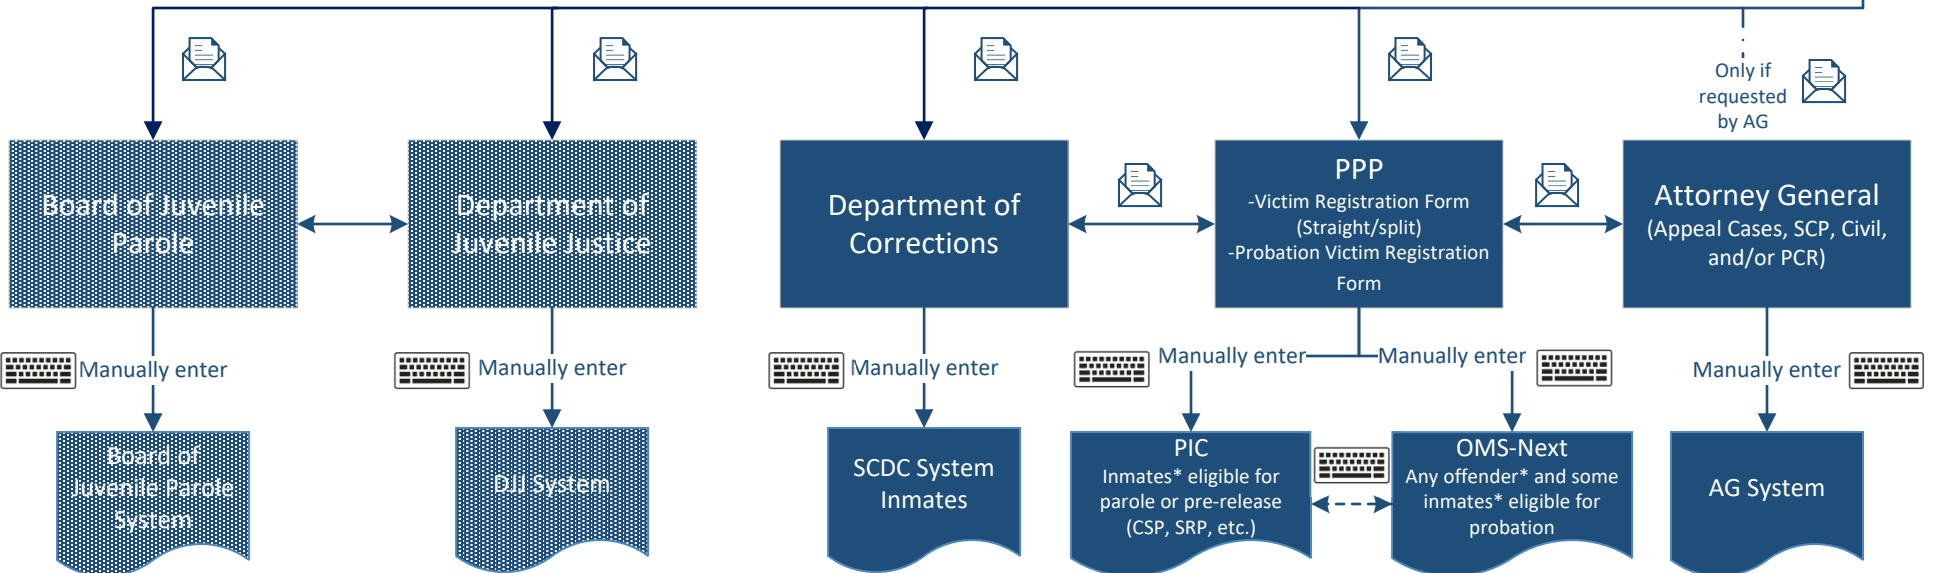 Only if
requested
by AG
Board of Juvenile
Parole
Department of
Juvenile Justice
Department of
Corrections
PPP
-Victim Registration Form
(Straight/split)
-Probation Victim Registration
Form
Attorney General
(Appeal Cases, SCP, Civil,
and/or PCR)
Manually enter
Manually enter
Manually enter
Manually enter
Manually enter
Manually enter
Board of
Juvenile Parole
System
DJJ System
SCDC System
Inmates
PIC
Inmates* eligible for
parole or pre-release
(CSP, SRP, etc.)
OMS-Next
Any offender* and some
inmates* eligible for
probation
AG System